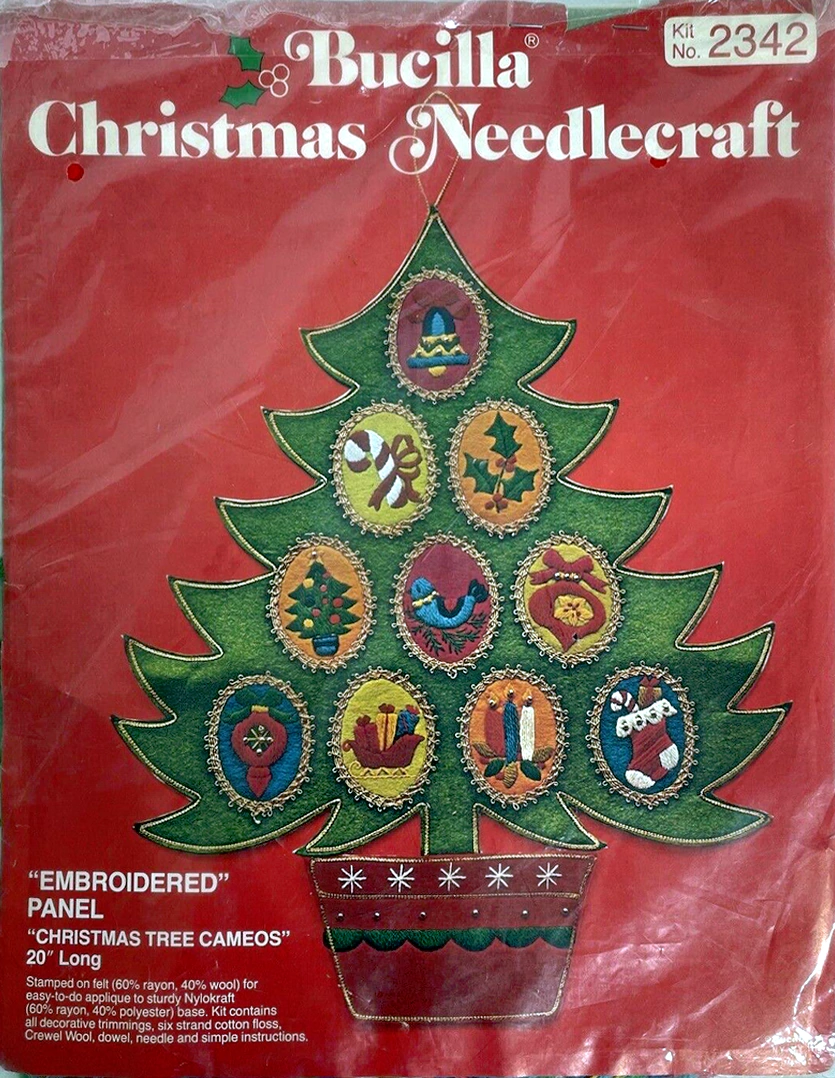 Bucilla®
Kit No. 2342
Christmas Needlecraft
“EMBROIDERED”
PANEL
“CHRISTMAS TREE CAMEOS”
20″ Long
Stamped on felt (60% rayon, 40% wool) for
easy-to-do applique to sturdy Nylokraft
(60% rayon, 40% polyester) base. Kit contains
all decorative trimmings, six strand cotton floss,
Crewel Wool, dowel, needle and simple instructions.